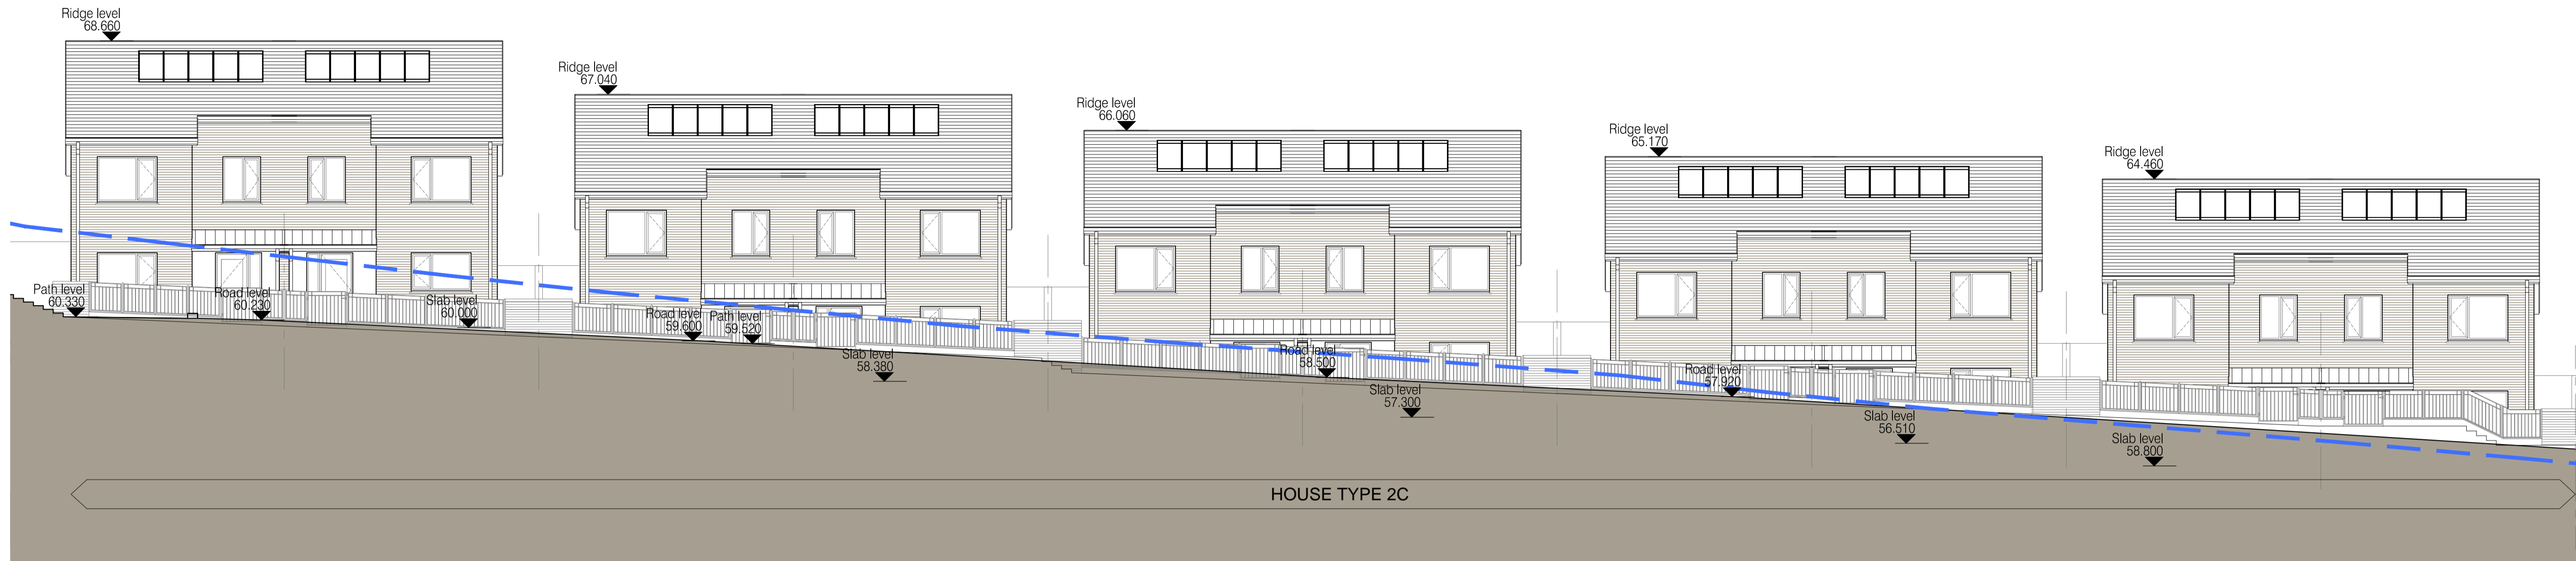 Ridge level
68.660
Ridge level
67.040
Ridge level
66.060
Ridge level
65.170
Ridge level
64.460
Path level
60.330
Road level
60.230
Slab level
60.000
Road level
59.600
Path level
59.520
Slab level
58.380
Road level
58.500
Slab level
57.300
Road level
57.920
Slab level
56.510
Slab level
58.800
HOUSE TYPE 2C